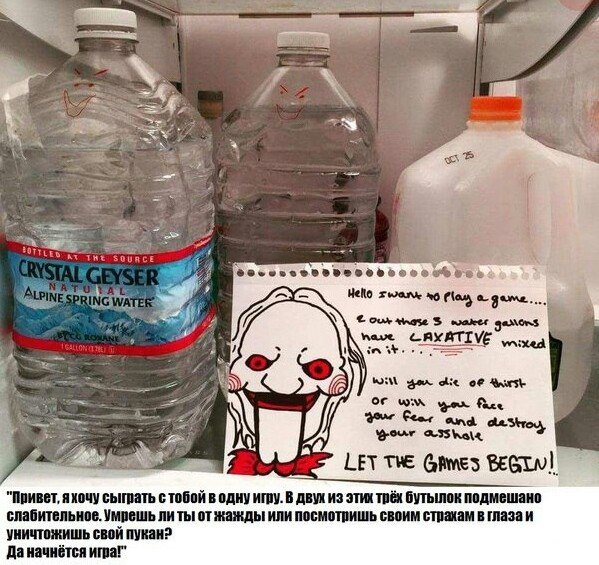 OCT 25
BOTTLED AT THE SOURCE
CRYSTAL GEYSER
NATURAL
ALPINE SPRING WATER
1 GALLON (3.78L)
Hello I want to Play a game....
2 out those 3 water gallons
have LAXATIVE mixed
in it.....
will you die of thirst
or will you face
your fear and destroy
your asshole
LET THE GAMES BEGIN!
"Привет, я хочу сыграть с тобой в одну игру. В двух из этих трёх бутылок подмешано
слабительное. Умрешь ли ты от жажды или посмотришь своим страхам в глаза и
уничтожишь свой пукан?
Да начнётся игра!"